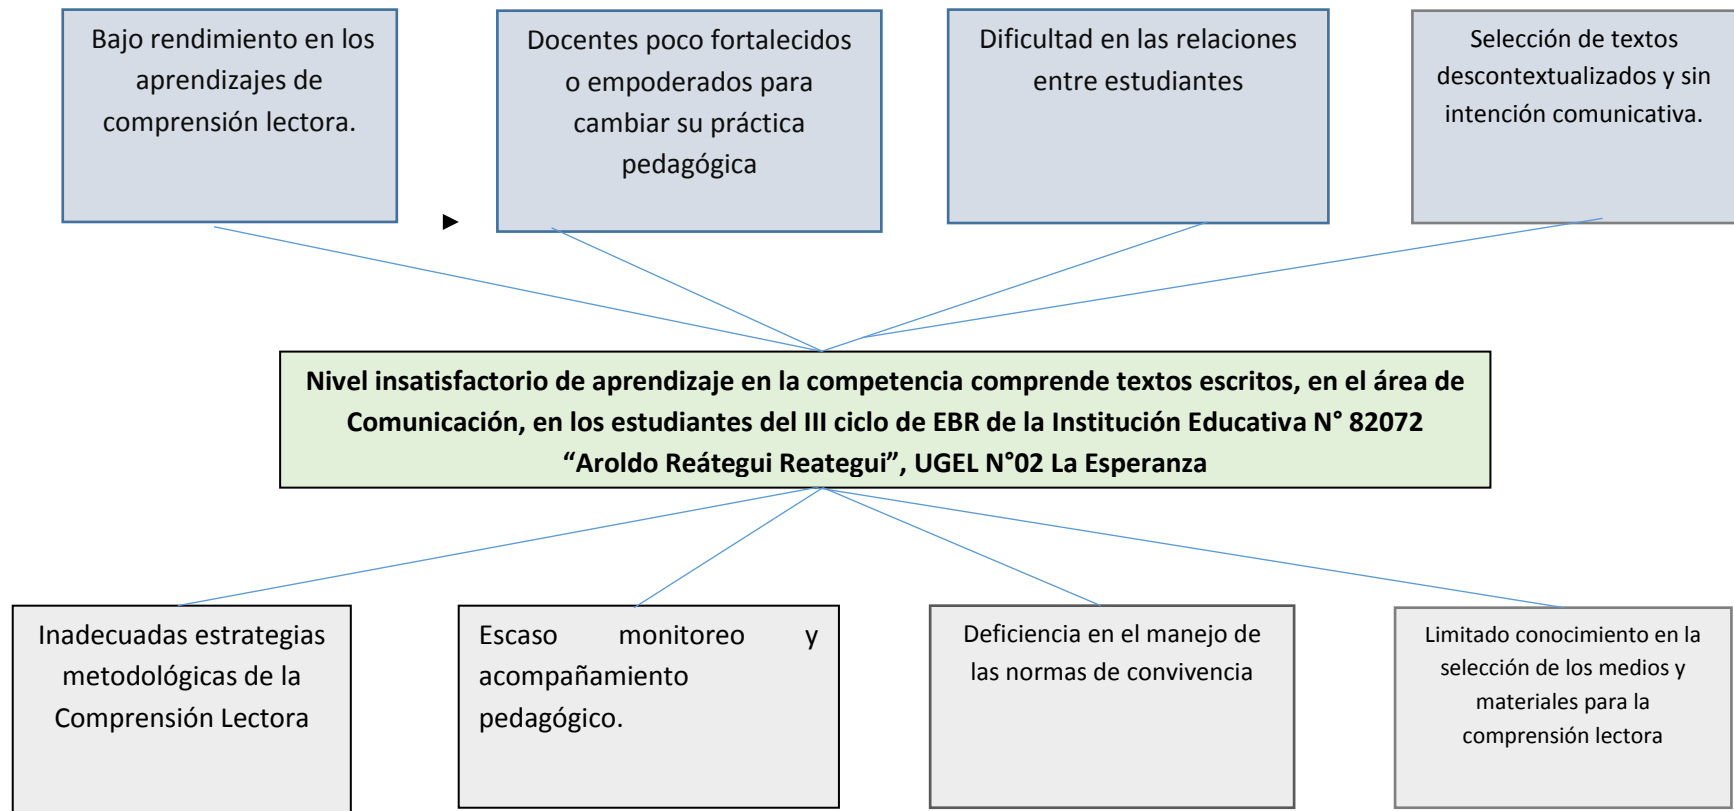 Bajo rendimiento en los
aprendizajes de
comprensión lectora.
Docentes poco fortalecidos
o empoderados para
cambiar su práctica
pedagógica
Dificultad en las relaciones
entre estudiantes
Selección de textos
descontextualizados y sin
intención comunicativa.
Nivel insatisfactorio de aprendizaje en la competencia comprende textos escritos, en el área de
Comunicación, en los estudiantes del III ciclo de EBR de la Institución Educativa N° 82072
“Aroldo Reátegui Reategui”, UGEL N°02 La Esperanza
Inadecuadas estrategias
metodológicas de la
Comprensión Lectora
Escaso monitoreo y
acompañamiento
pedagógico.
Deficiencia en el manejo de
las normas de convivencia
Limitado conocimiento en la
selección de los medios y
materiales para la
comprensión lectora